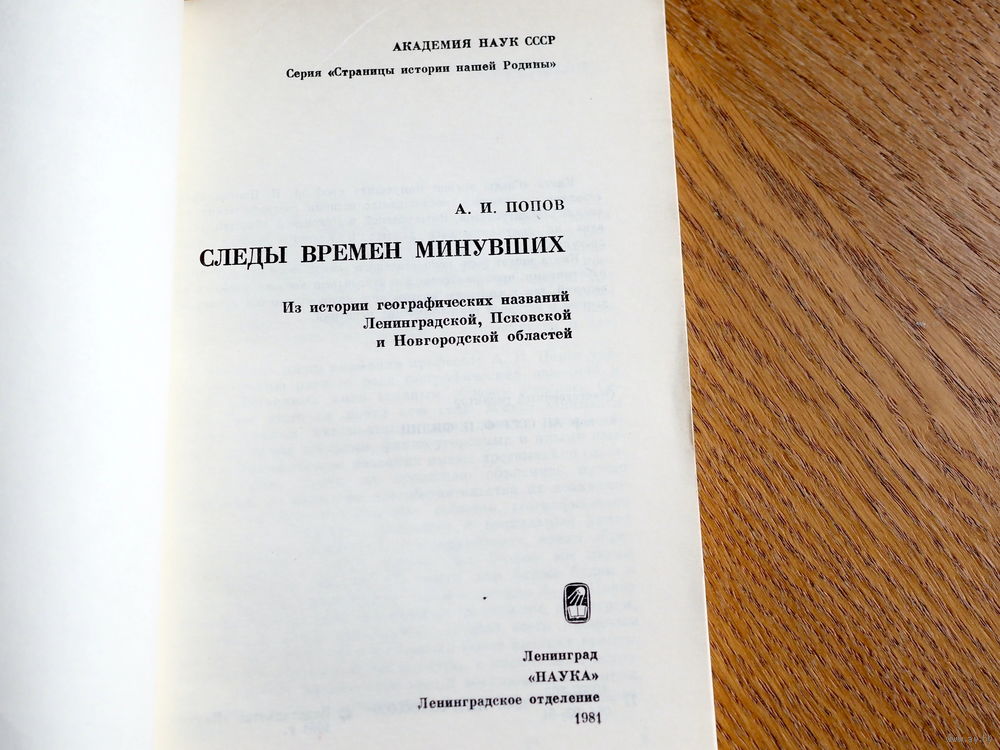 АКАДЕМИЯ НАУК СССР
Серия «Страницы истории нашей Родины»
А. И. ПОПОВ
СЛЕДЫ ВРЕМЕН МИНУВШИХ
Из истории географических названий
Ленинградской, Псковской
и Новгородской областей
Ленинград
«НАУКА»
Ленинградское отделение
1981